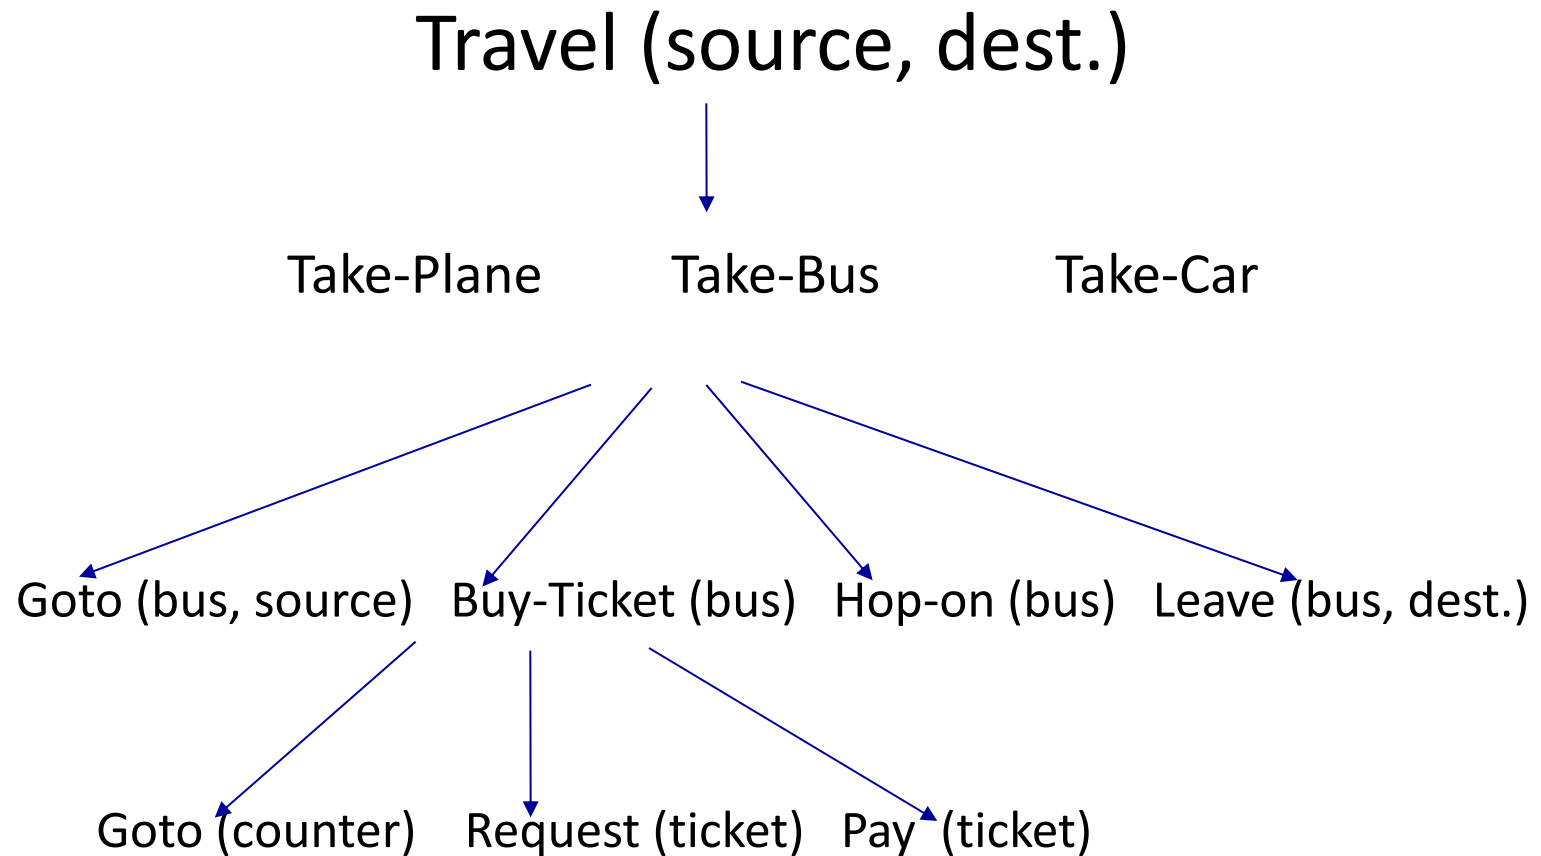 Travel (source, dest.)
Take-Plane Take-Bus Take-Car
Goto (bus, source) Buy-Ticket (bus) Hop-on (bus) Leave (bus, dest.)
Goto (counter) Request (ticket) Pay (ticket)